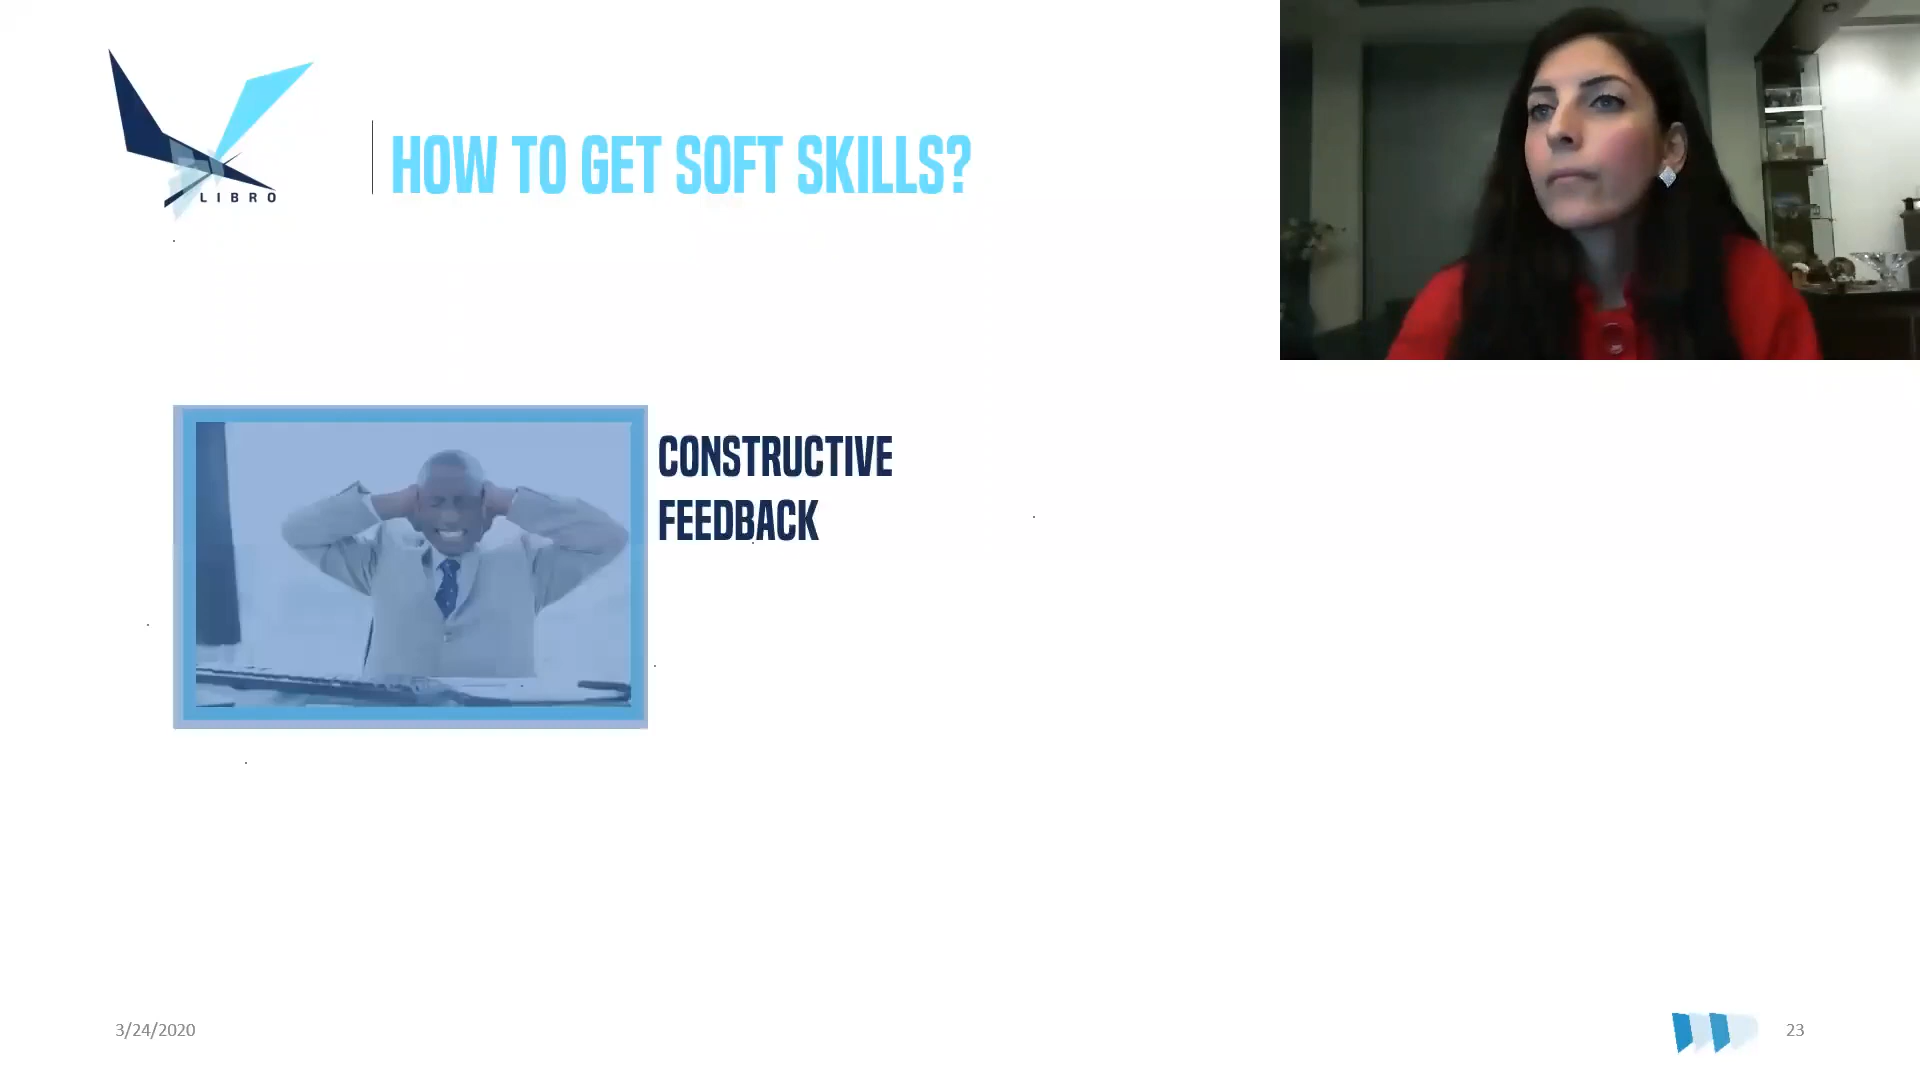 LIBRO
HOW TO GET SOFT SKILLS?
CONSTRUCTIVE
FEEDBACK
3/24/2020
23